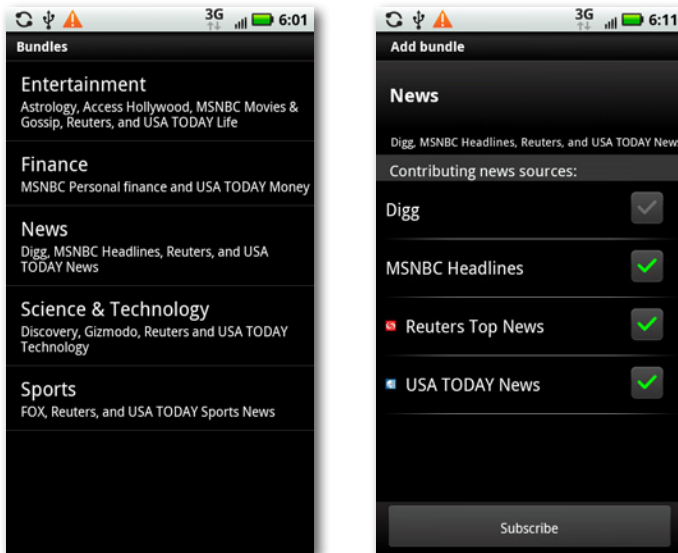 3G 6:01
Bundles
Entertainment
Astrology, Access Hollywood, MSNBC Movies &
Gossip, Reuters, and USA TODAY Life
Finance
MSNBC Personal finance and USA TODAY Money
News
Digg, MSNBC Headlines, Reuters, and USA
TODAY News
Science & Technology
Discovery, Gizmodo, Reuters and USA TODAY
Technology
Sports
FOX, Reuters, and USA TODAY Sports News
3G 6:11
Add bundle
News
Digg, MSNBC Headlines, Reuters, and USA TODAY News
Contributing news sources:
Digg
MSNBC Headlines
Reuters Top News
USA TODAY News
Subscribe